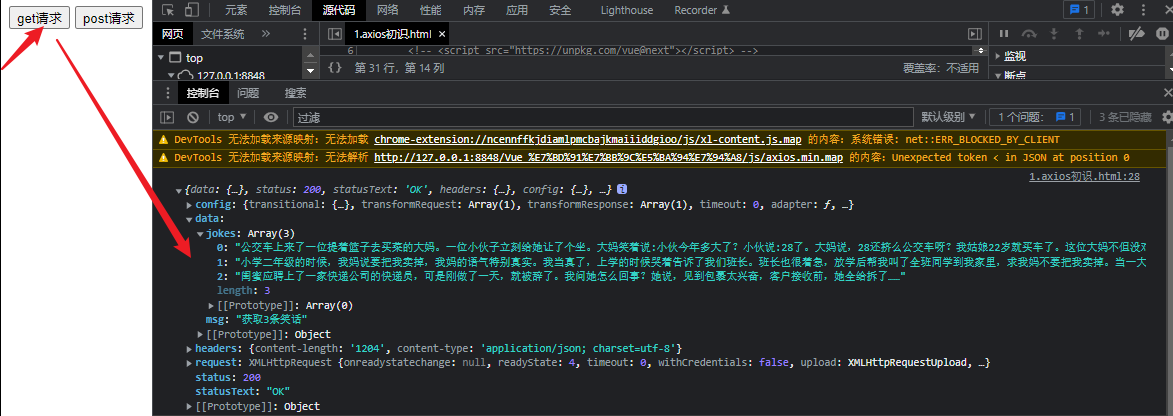 get请求 post请求
元素 控制台 源代码 网络 性能 内存 应用 安全 Lighthouse Recorder 1
网页 文件系统 » 1.axios初识.html ×
top
127.0.0.1:8848
6 <!-- <script src="https://unpkg.com/vue@next"></script> -->
{} 第 31 行，第 14 列 覆盖率：不适用
监视
断点
控制台 问题 搜索
top 过滤 默认级别 1 个问题： 1 3 条已隐藏
DevTools 无法加载来源映射：无法加载 chrome-extension://ncennffkjdiamlpmcbajkmaiiiddgioo/js/xl-content.js.map 的内容：系统错误：net::ERR_BLOCKED_BY_CLIENT
DevTools 无法加载来源映射：无法解析 http://127.0.0.1:8848/Vue %E7%BD%91%E7%BB%9C%E5%BA%94%E7%94%A8/js/axios.min.map 的内容：Unexpected token < in JSON at position 0
1.axios初识.html:28
{data: {…}, status: 200, statusText: 'OK', headers: {…}, config: {…}, …} i
config: {transitional: {…}, transformRequest: Array(1), transformResponse: Array(1), timeout: 0, adapter: ƒ, …}
data:
jokes: Array(3)
0: "公交车上来了一位提着篮子去买菜的大妈。一位小伙子立刻给她让了个坐。大妈笑着说:小伙今年多大了? 小伙说:28了。大妈说，28还挤么公交车呀? 我姑娘22岁就买车了。这位大妈不但没对
1: "小学二年级的时候，我妈说要把我卖掉，我妈的语气特别真实。我当真了，上学的时候哭着告诉了我们班长。班长也很着急，放学后帮我叫了全班同学到我家里，求我妈不要把我卖掉。当一大
2: "闺蜜应聘上了一家快递公司的快递员，可是刚做了一天，就被辞了。我问她怎么回事? 她说，见到包裹太兴奋，客户接收前，她全给拆了__"
length: 3
[[Prototype]]: Array(0)
msg: "获取3条笑话"
[[Prototype]]: Object
headers: {content-length: '1204', content-type: 'application/json; charset=utf-8'}
request: XMLHttpRequest {onreadystatechange: null, readyState: 4, timeout: 0, withCredentials: false, upload: XMLHttpRequestUpload, …}
status: 200
statusText: "OK"
[[Prototype]]: Object